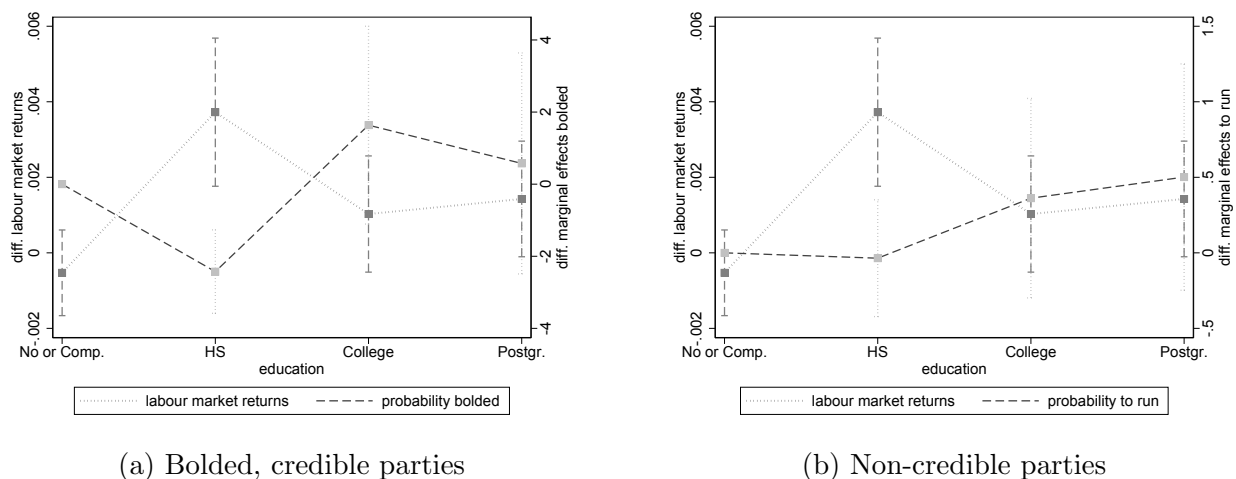 .006
.004
.002
0
-.002
diff. labour market returns
4
2
0
-2
-4
diff. marginal effects bolded
No or Comp. HS College Postgr.
education
labour market returns probability bolded
(a) Bolded, credible parties
.006
.004
.002
0
-.002
diff. labour market returns
1.5
1
.5
0
-.5
diff. marginal effects to run
No or Comp. HS College Postgr.
education
labour market returns probability to run
(b) Non-credible parties